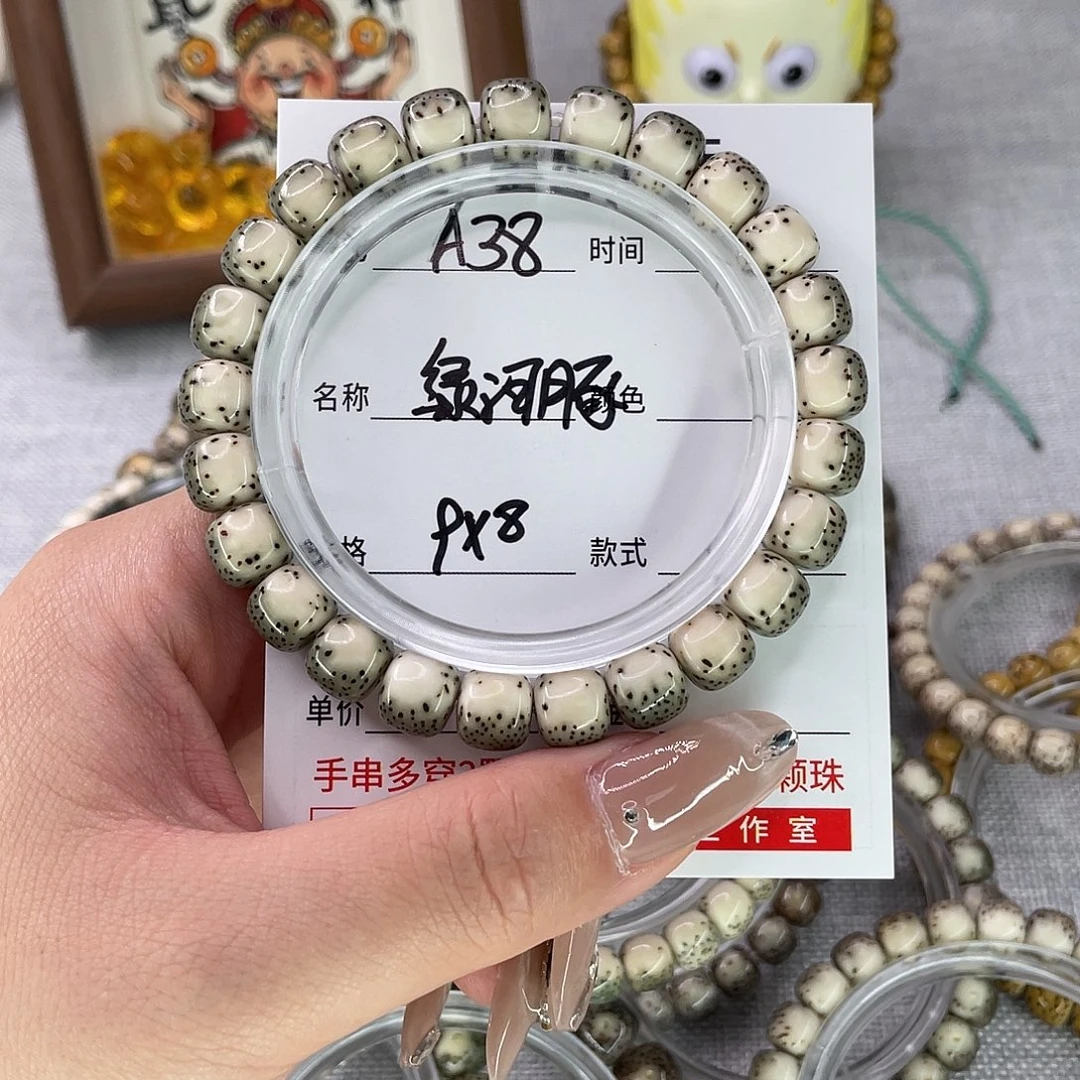 A38 时间
名称 绿河豚 颜色
格 9X8 款式
单价
手串多穿 颗珠
作室